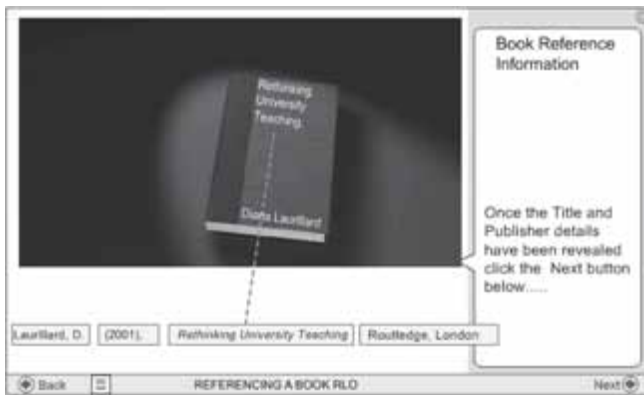 Rethinking
University
Teaching
Diana Laurillard
Book Reference
Information
Once the Title and
Publisher details
have been revealed
click the Next button
below.....
Laurillard, D. (2001), Rethinking University Teaching Routledge, London
Back REFERENCING A BOOK RLO Next